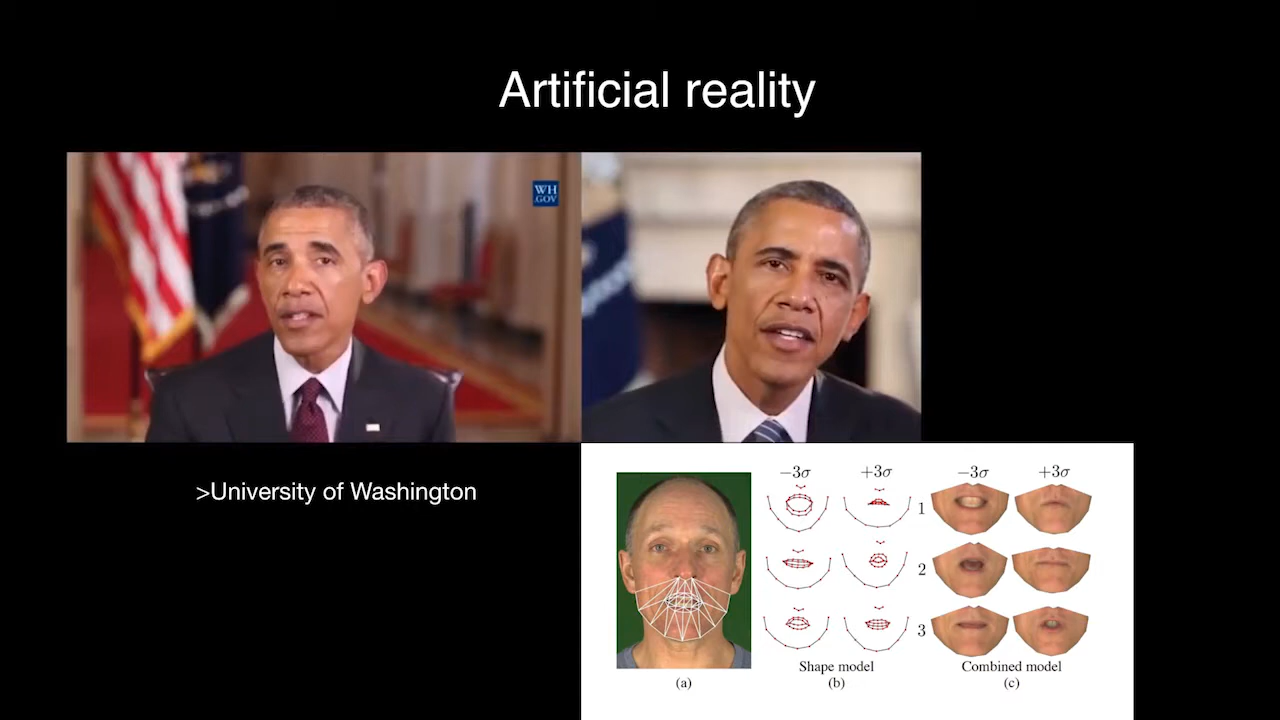 Artificial reality
WH
.GOV
>University of Washington
−3σ +3σ −3σ +3σ
1
2
3
Shape model Combined model
(a) (b) (c)